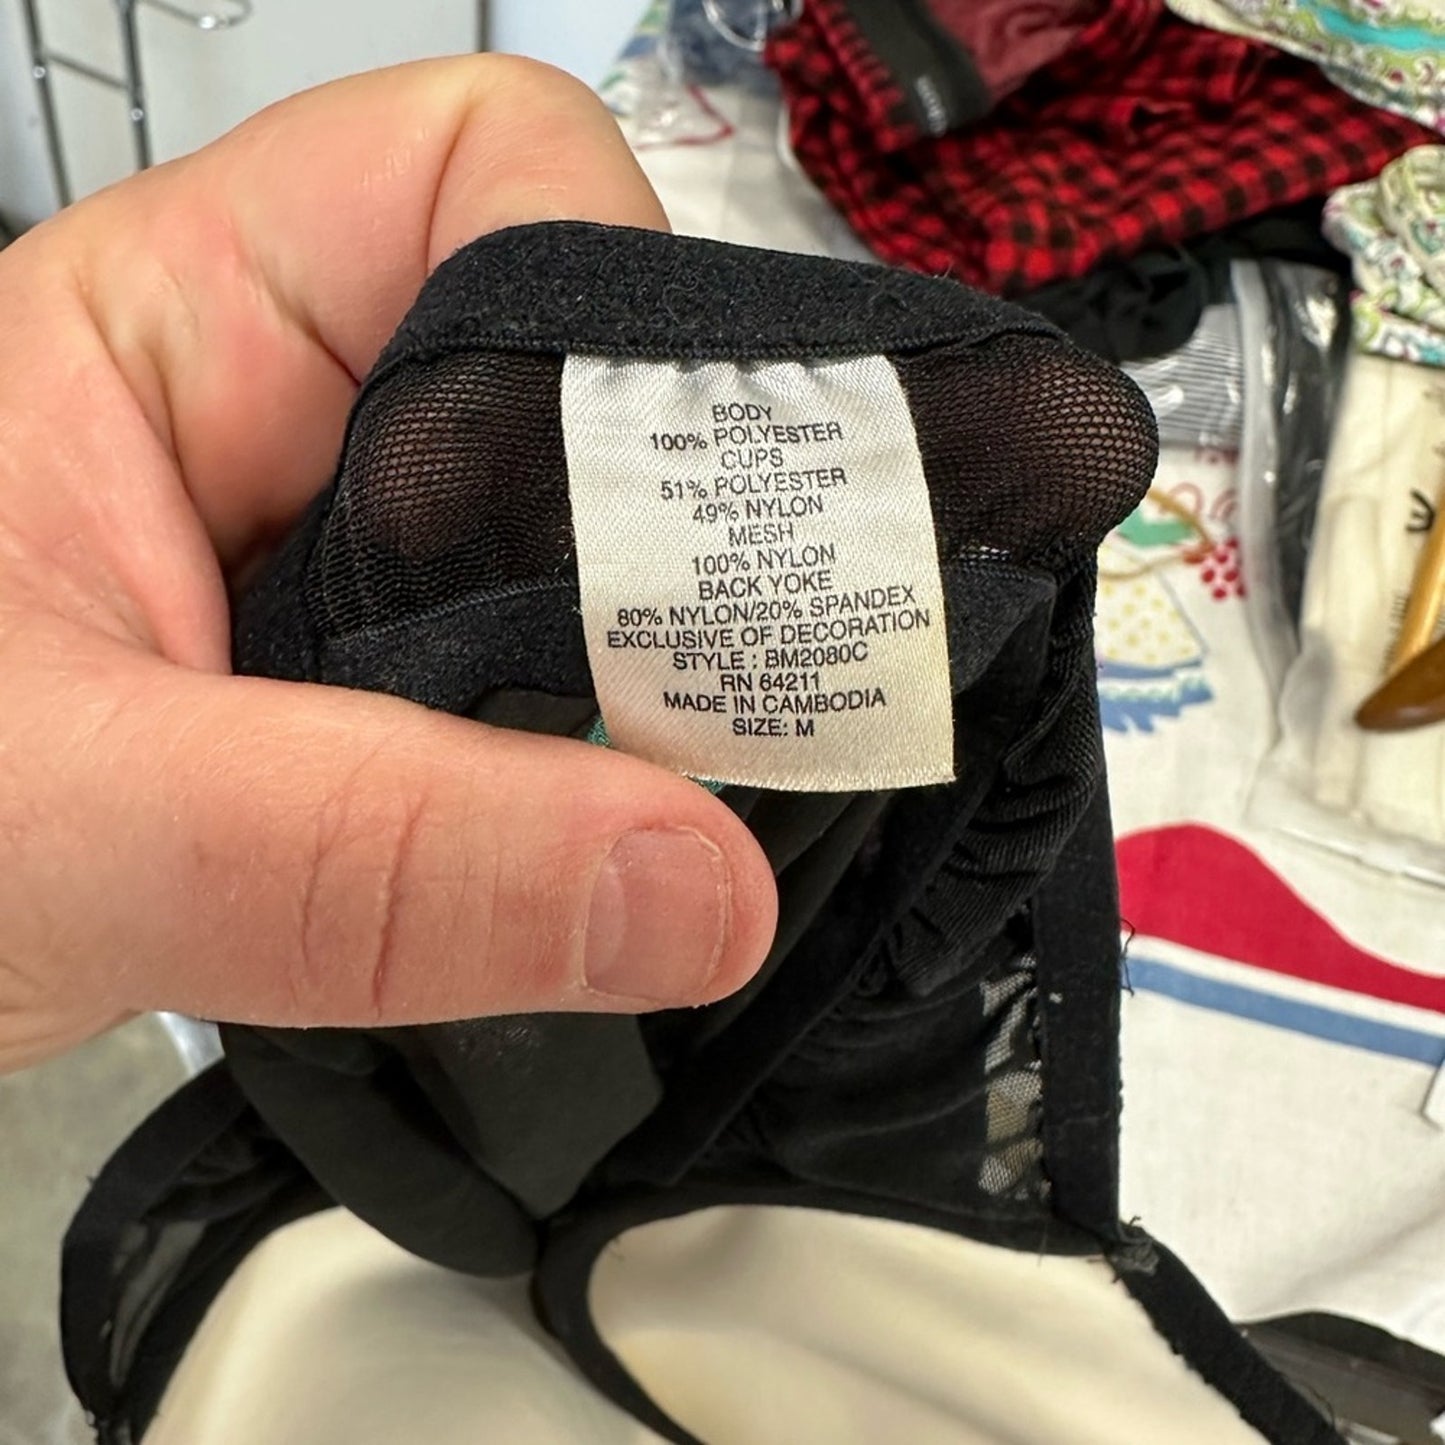 BODY
100% POLYESTER
CUPS
51% POLYESTER
49% NYLON
MESH
100% NYLON
BACK YOKE
80% NYLON/20% SPANDEX
EXCLUSIVE OF DECORATION
STYLE : BM2080C
RN 64211
MADE IN CAMBODIA
SIZE: M